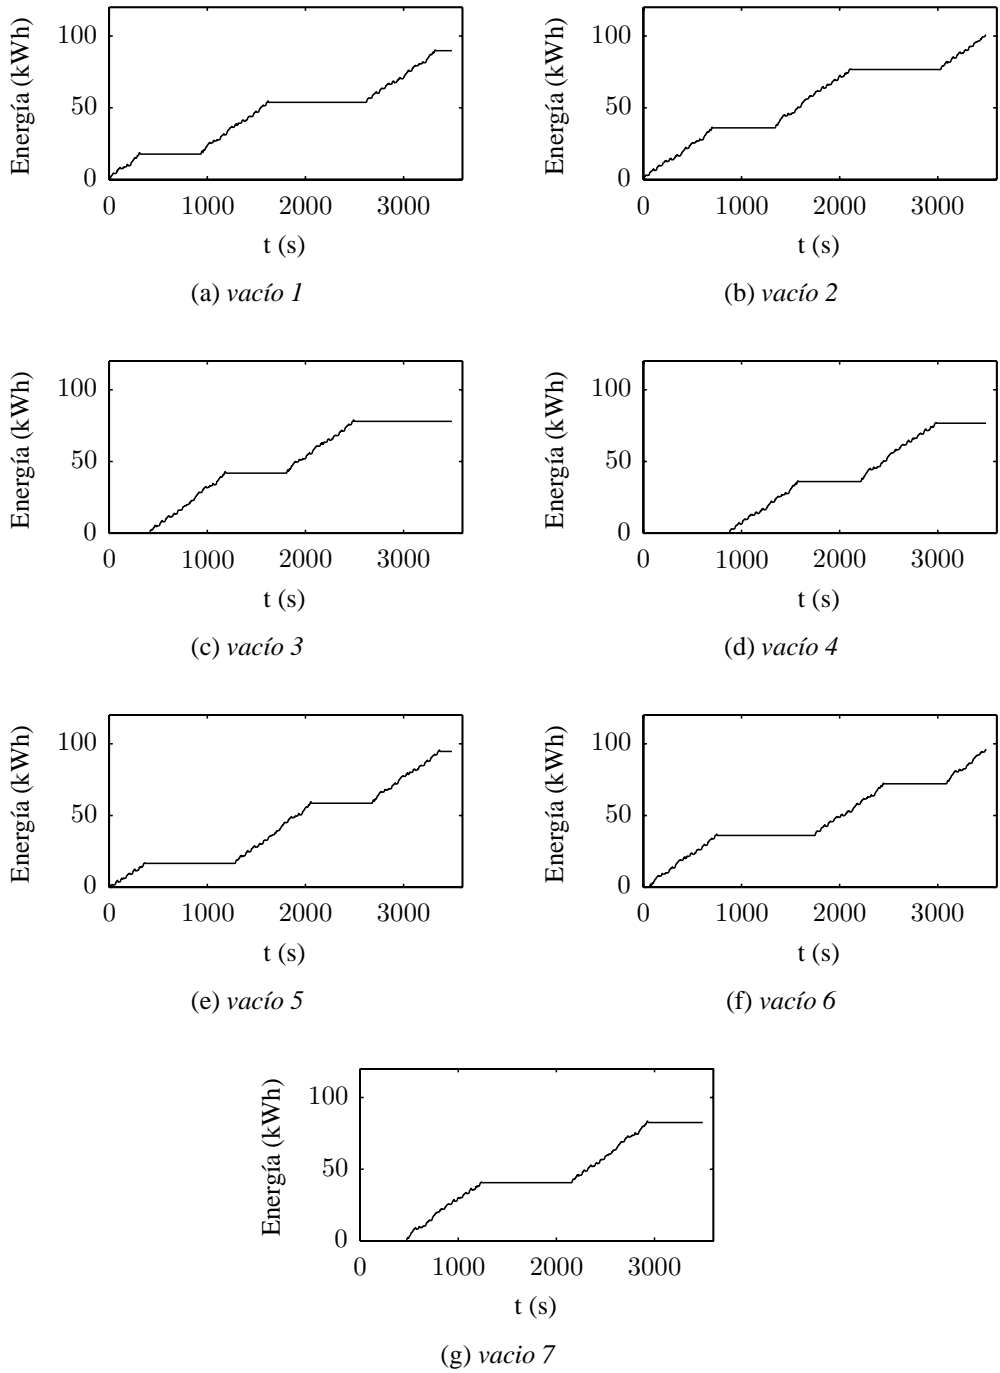 Energía (kWh)
100
50
0
0 1000 2000 3000
t (s)
(a) vacío 1
Energía (kWh)
100
50
0
0 1000 2000 3000
t (s)
(b) vacío 2
Energía (kWh)
100
50
0
0 1000 2000 3000
t (s)
(c) vacío 3
Energía (kWh)
100
50
0
0 1000 2000 3000
t (s)
(d) vacío 4
Energía (kWh)
100
50
0
0 1000 2000 3000
t (s)
(e) vacío 5
Energía (kWh)
100
50
0
0 1000 2000 3000
t (s)
(f) vacío 6
Energía (kWh)
100
50
0
0 1000 2000 3000
t (s)
(g) vacio 7